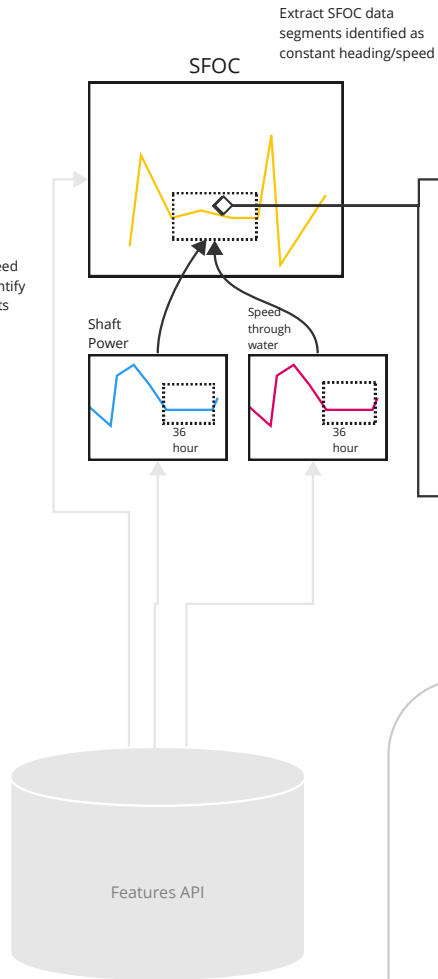 Extract SFOC data
segments identified as
constant heading/speed
SFOC
Shaft
Power
Speed
through
water
36
hour
36
hour
Features API